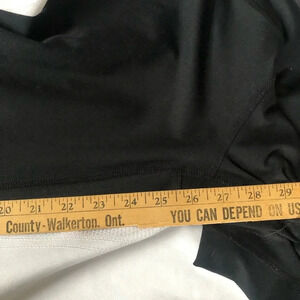 20 21 22 23 24 25 26 27 28 29
County-Walkerton, Ont. YOU CAN DEPEND ON US